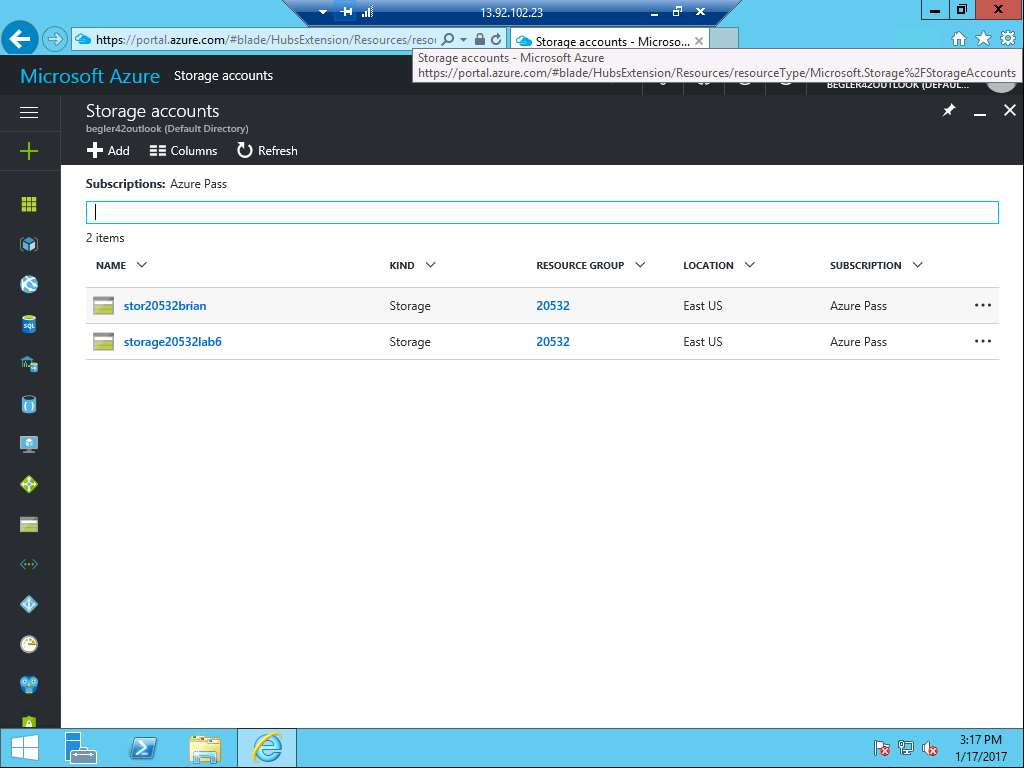 13.92.102.23
https://portal.azure.com/#blade/HubsExtension/Resources/reso
Storage accounts - Microso...
Storage accounts - Microsoft Azure
https://portal.azure.com/#blade/HubsExtension/Resources/resourceType/Microsoft.Storage%2FStorageAccounts
Microsoft Azure Storage accounts
BEGLER42OUTLOOK (DEFAUL...
Storage accounts
begler42outlook (Default Directory)
Add Columns Refresh
Subscriptions: Azure Pass
2 items
NAME KIND RESOURCE GROUP LOCATION SUBSCRIPTION
stor20532brian Storage 20532 East US Azure Pass ...
storage20532lab6 Storage 20532 East US Azure Pass ...
SQL
3:17 PM
1/17/2017